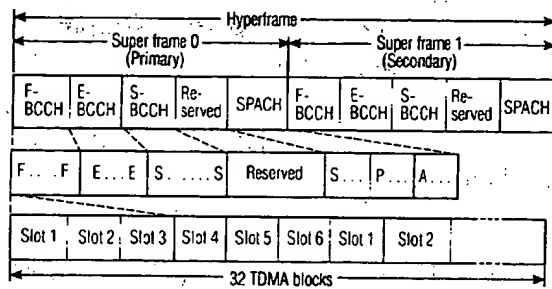 Hyperframe
Super frame 0
(Primary)
Super frame 1
(Secondary)
F-
BCCH
E-
BCCH
S-
BCCH
Re-
served
SPACH
F-
BCCH
E-
BCCH
S-
BCCH
Re-
served
SPACH
F....F
E...E
S......S
Reserved
S...
P...
A...
Slot 1
Slot 2
Slot 3
Slot 4
Slot 5
Slot 6
Slot 1
Slot 2
32 TDMA blocks